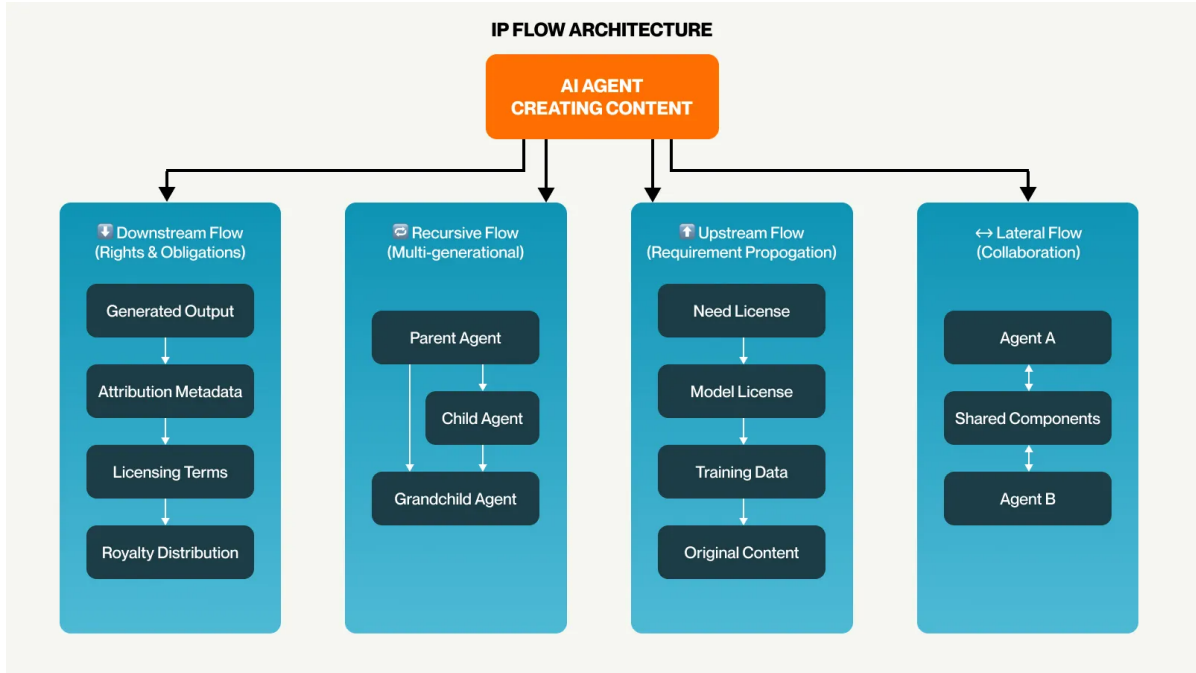 IP FLOW ARCHITECTURE
AI AGENT
CREATING CONTENT
Downstream Flow
(Rights & Obligations)
Generated Output
Attribution Metadata
Licensing Terms
Royalty Distribution
Recursive Flow
(Multi-generational)
Parent Agent
Child Agent
Grandchild Agent
Upstream Flow
(Requirement Propogation)
Need License
Model License
Training Data
Original Content
Lateral Flow
(Collaboration)
Agent A
Shared Components
Agent B